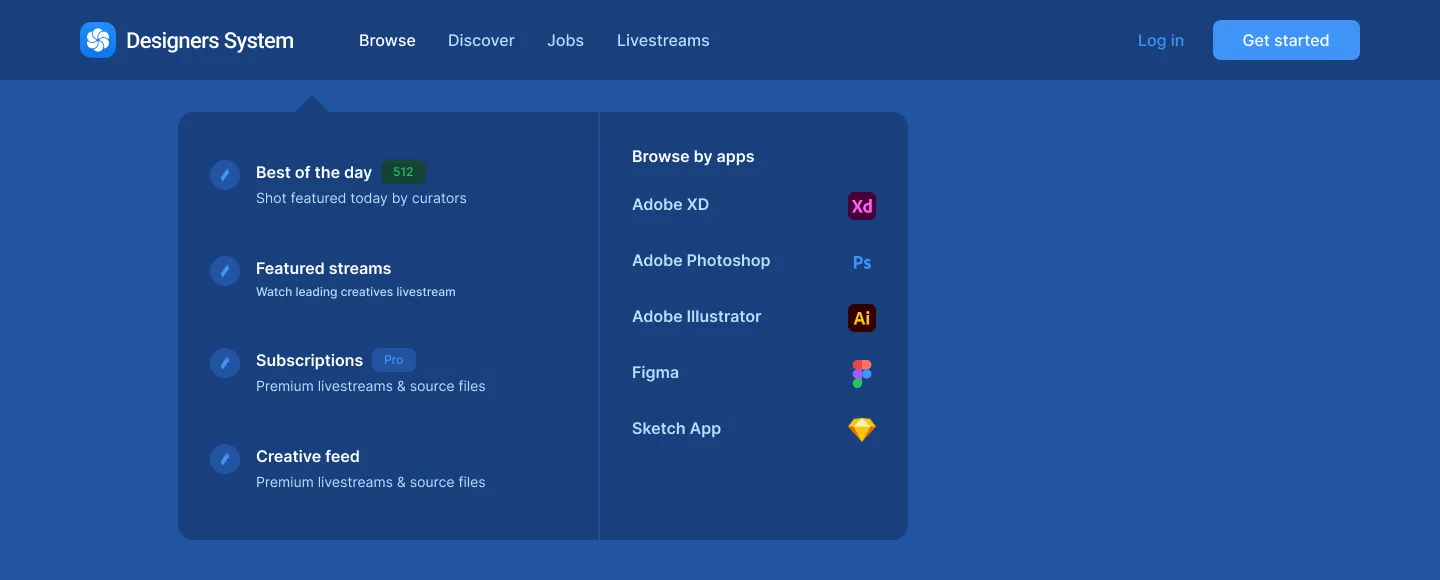 Designers System
Browse
Discover
Jobs
Livestreams
Log in
Get started
Best of the day
512
Shot featured today by curators
Featured streams
Watch leading creatives livestream
Subscriptions
Pro
Premium livestreams & source files
Creative feed
Premium livestreams & source files
Browse by apps
Adobe XD
Xd
Adobe Photoshop
Ps
Adobe Illustrator
Ai
Figma
Sketch App